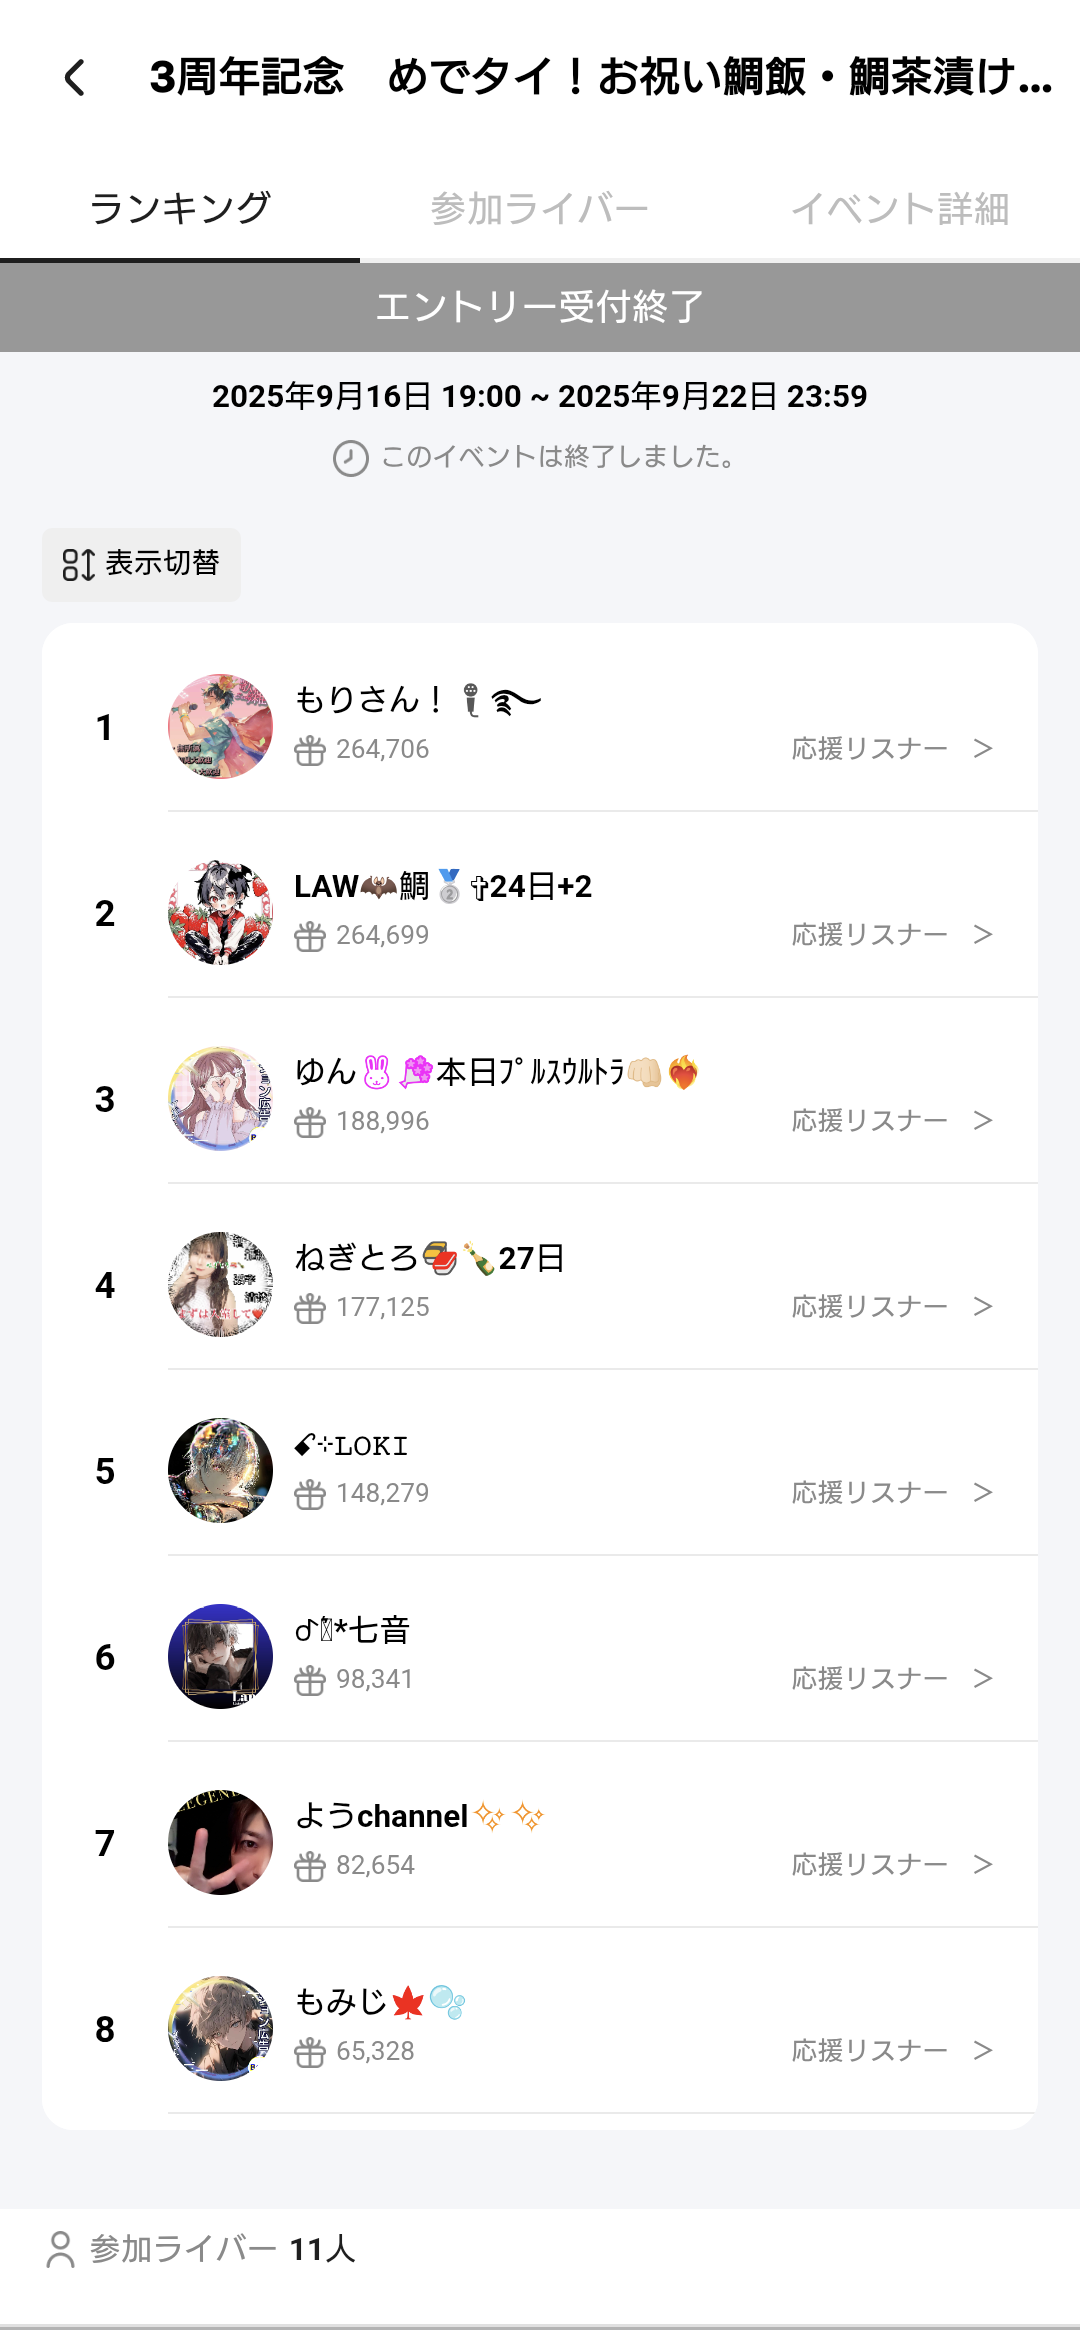 3周年記念　めでタイ！お祝い鯛飯・鯛茶漬け...
ランキング
参加ライバー
イベント詳細
エントリー受付終了
2025年9月16日 19:00 ~ 2025年9月22日 23:59
このイベントは終了しました。
表示切替
1
もりさん！🎤࿐
264,706
応援リスナー >
2
LAW🦇鯛🥈✞24日+2
264,699
応援リスナー >
3
ゆん🐰💐本日ﾌﾟﾙｽｳﾙﾄﾗ👊🏻❤️‍🔥
188,996
応援リスナー >
4
ねぎとろ🍣🍾27日
177,125
応援リスナー >
5
LOKI
148,279
応援リスナー >
6
*七音
98,341
応援リスナー >
7
ようchannel✨✨
82,654
応援リスナー >
8
もみじ🍁🫧
65,328
応援リスナー >
参加ライバー 11人